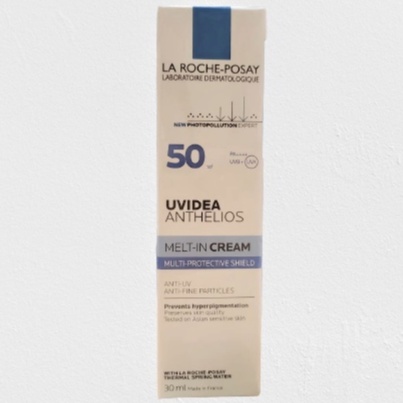 LA ROCHE-POSAY
LABORATOIRE DERMATOLOGIQUE
NEW PHOTOPOLLUTION EXPERT
50
UVB+ UVA
UVIDEA
ANTHELIOS
MELT-IN CREAM
MULTI-PROTECTIVE SHIELD
ANTI-UV
ANTI-FINE PARTICLES
Prevents hyperpigmentation
Preserves skin quality
Tested on Asian sensitive skin
WITH LA ROCHE-POSAY
THERMAL SPRING WATER
30 ml Made in France